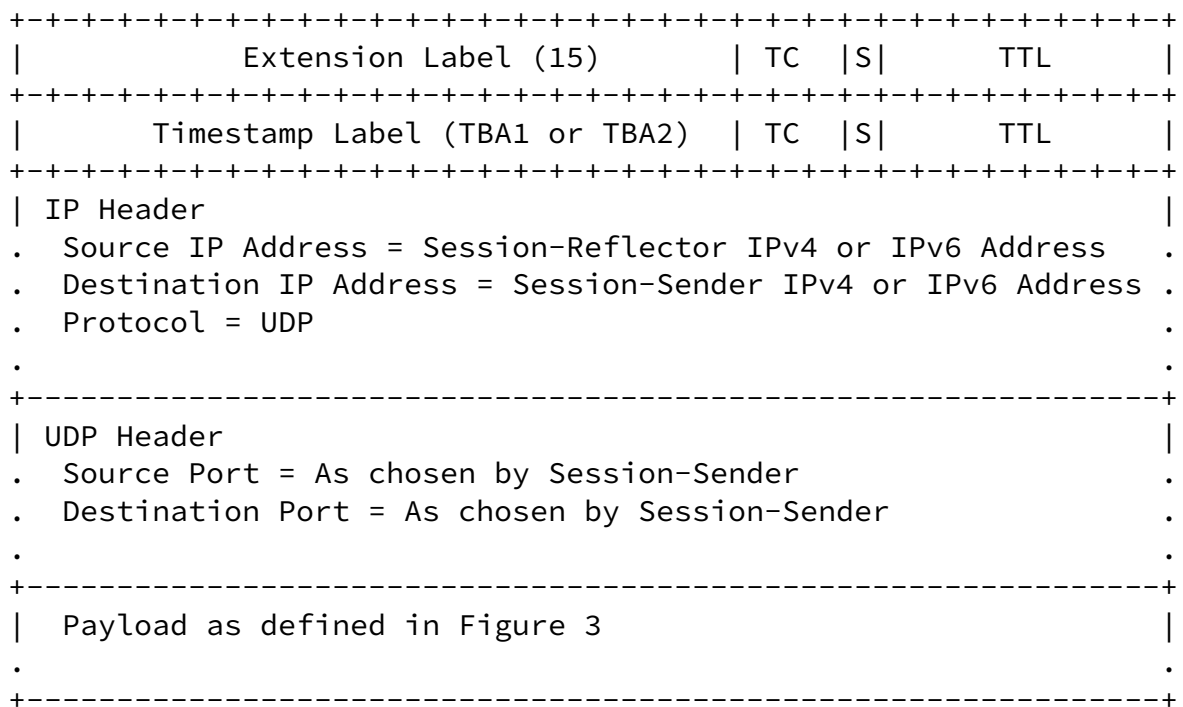 +-+-+-+-+-+-+-+-+-+-+-+-+-+-+-+-+-+-+-+-+-+-+-+-+-+-+-+-+-+-+-+-+
|             Extension Label (15)       | TC  |S|      TTL      |
+-+-+-+-+-+-+-+-+-+-+-+-+-+-+-+-+-+-+-+-+-+-+-+-+-+-+-+-+-+-+-+-+
|       Timestamp Label (TBA1 or TBA2)  | TC  |S|      TTL      |
+-+-+-+-+-+-+-+-+-+-+-+-+-+-+-+-+-+-+-+-+-+-+-+-+-+-+-+-+-+-+-+-+
| IP Header                                                     |
.  Source IP Address = Session-Reflector IPv4 or IPv6 Address   .
.  Destination IP Address = Session-Sender IPv4 or IPv6 Address .
.  Protocol = UDP                                               .
.                                                               .
+---------------------------------------------------------------+
| UDP Header                                                    |
.  Source Port = As chosen by Session-Sender                    .
.  Destination Port = As chosen by Session-Sender               .
.                                                               .
+---------------------------------------------------------------+
|  Payload as defined in Figure 3                               |
.                                                               .
+---------------------------------------------------------------+